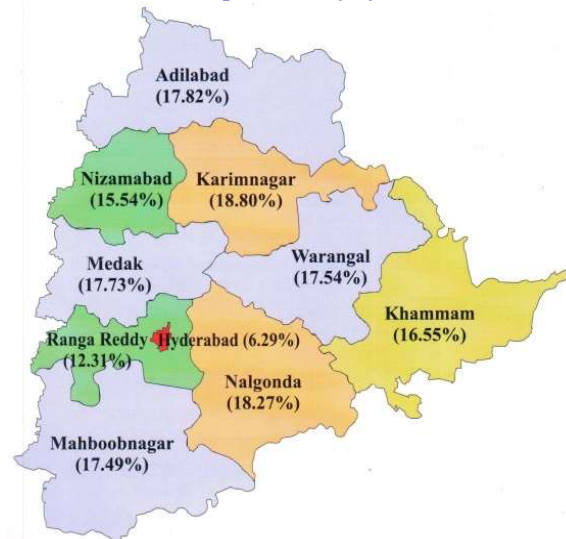 Adilabad
(17.82%)
Nizamabad
(15.54%)
Karimnagar
(18.80%)
Warangal
(17.54%)
Medak
(17.73%)
Khammam
(16.55%)
Ranga Reddy
(12.31%)
Hyderabad (6.29%)
Nalgonda
(18.27%)
Mahboobnagar
(17.49%)